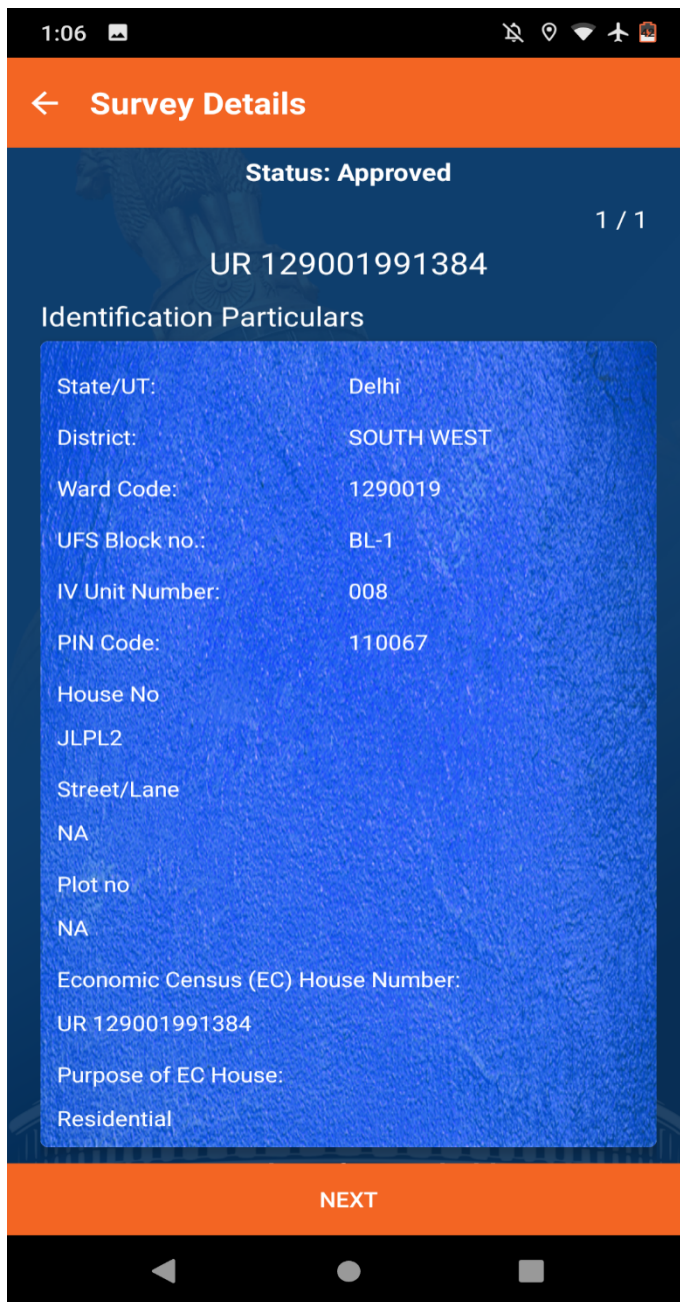 1:06
Survey Details
Status: Approved
1 / 1
UR 129001991384
Identification Particulars
State/UT: Delhi
District: SOUTH WEST
Ward Code: 1290019
UFS Block no.: BL-1
IV Unit Number: 008
PIN Code: 110067
House No
JLPL2
Street/Lane
NA
Plot no
NA
Economic Census (EC) House Number:
UR 129001991384
Purpose of EC House:
Residential
NEXT